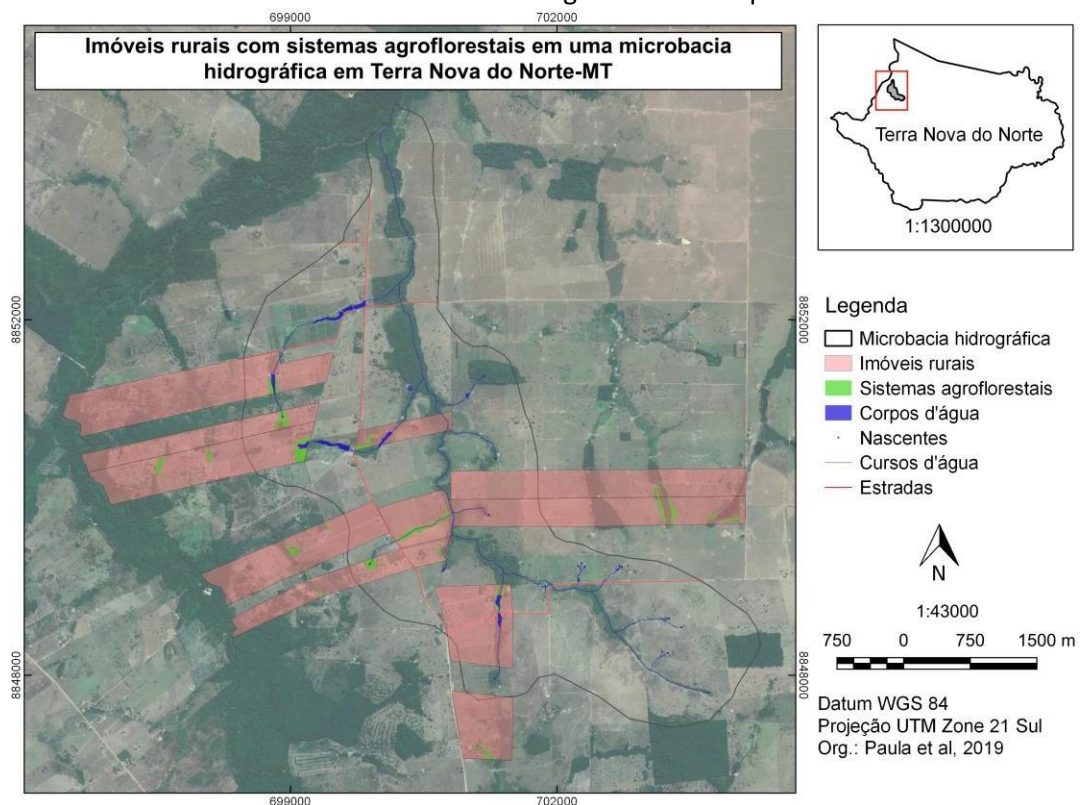 699000
702000
Imóveis rurais com sistemas agroflorestais em uma microbacia
hidrográfica em Terra Nova do Norte-MT
Terra Nova do Norte
1:1300000
8852000
8852000
Legenda
Microbacia hidrográfica
Imóveis rurais
Sistemas agroflorestais
Corpos d'água
Nascentes
Cursos d'água
Estradas
N
1:43000
750 0 750 1500 m
8848000
8848000
Datum WGS 84
Projeção UTM Zone 21 Sul
Org.: Paula et al, 2019
699000
702000